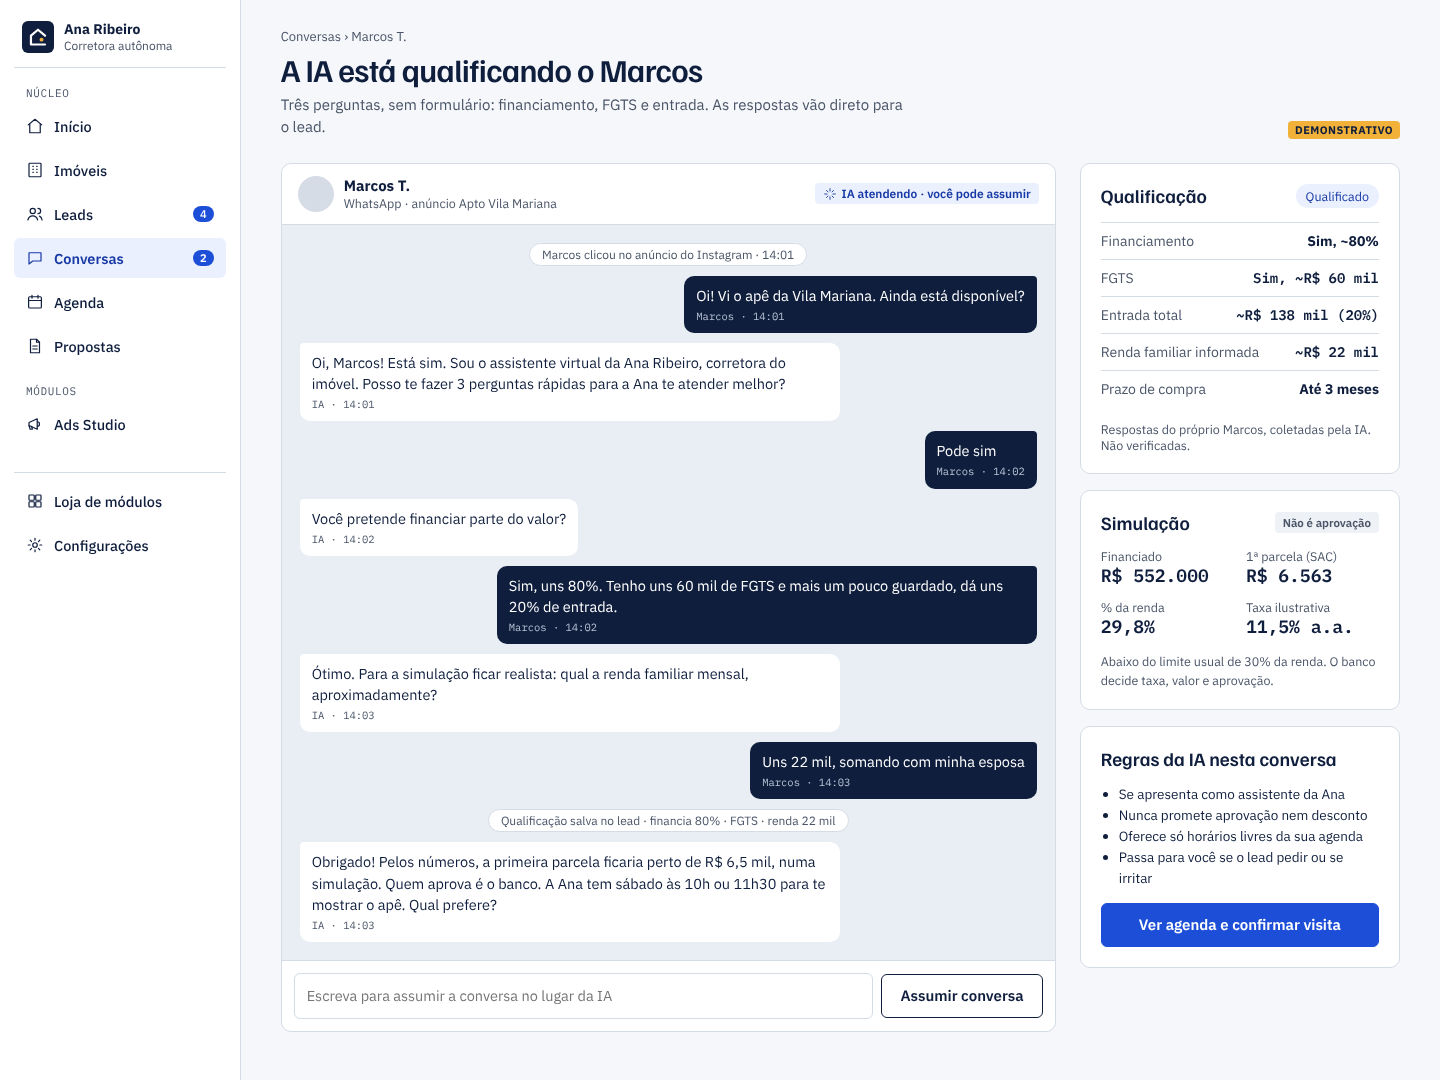 Ana Ribeiro
Corretora autônoma
NÚCLEO
Início
Imóveis
Leads
4
Conversas
2
Agenda
Propostas
MÓDULOS
Ads Studio
Loja de módulos
Configurações
Conversas › Marcos T.
A IA está qualificando o Marcos
Três perguntas, sem formulário: financiamento, FGTS e entrada. As respostas vão direto para
o lead.
DEMONSTRATIVO
Marcos T.
WhatsApp · anúncio Apto Vila Mariana
IA atendendo · você pode assumir
Marcos clicou no anúncio do Instagram · 14:01
Oi! Vi o apê da Vila Mariana. Ainda está disponível?
Marcos · 14:01
Oi, Marcos! Está sim. Sou o assistente virtual da Ana Ribeiro, corretora do
imóvel. Posso te fazer 3 perguntas rápidas para a Ana te atender melhor?
IA · 14:01
Pode sim
Marcos · 14:02
Você pretende financiar parte do valor?
IA · 14:02
Sim, uns 80%. Tenho uns 60 mil de FGTS e mais um pouco guardado, dá uns
20% de entrada.
Marcos · 14:02
Ótimo. Para a simulação ficar realista: qual a renda familiar mensal,
aproximadamente?
IA · 14:03
Uns 22 mil, somando com minha esposa
Marcos · 14:03
Qualificação salva no lead · financia 80% · FGTS · renda 22 mil
Obrigado! Pelos números, a primeira parcela ficaria perto de R$ 6,5 mil, numa
simulação. Quem aprova é o banco. A Ana tem sábado às 10h ou 11h30 para te
mostrar o apê. Qual prefere?
IA · 14:03
Escreva para assumir a conversa no lugar da IA
Assumir conversa
Qualificação
Qualificado
Financiamento
Sim, ~80%
FGTS
Sim, ~R$ 60 mil
Entrada total
~R$ 138 mil (20%)
Renda familiar informada
~R$ 22 mil
Prazo de compra
Até 3 meses
Respostas do próprio Marcos, coletadas pela IA.
Não verificadas.
Simulação
Não é aprovação
Financiado
1ª parcela (SAC)
R$ 552.000
R$ 6.563
% da renda
Taxa ilustrativa
29,8%
11,5% a.a.
Abaixo do limite usual de 30% da renda. O banco
decide taxa, valor e aprovação.
Regras da IA nesta conversa
• Se apresenta como assistente da Ana
• Nunca promete aprovação nem desconto
• Oferece só horários livres da sua agenda
• Passa para você se o lead pedir ou se
irritar
Ver agenda e confirmar visita